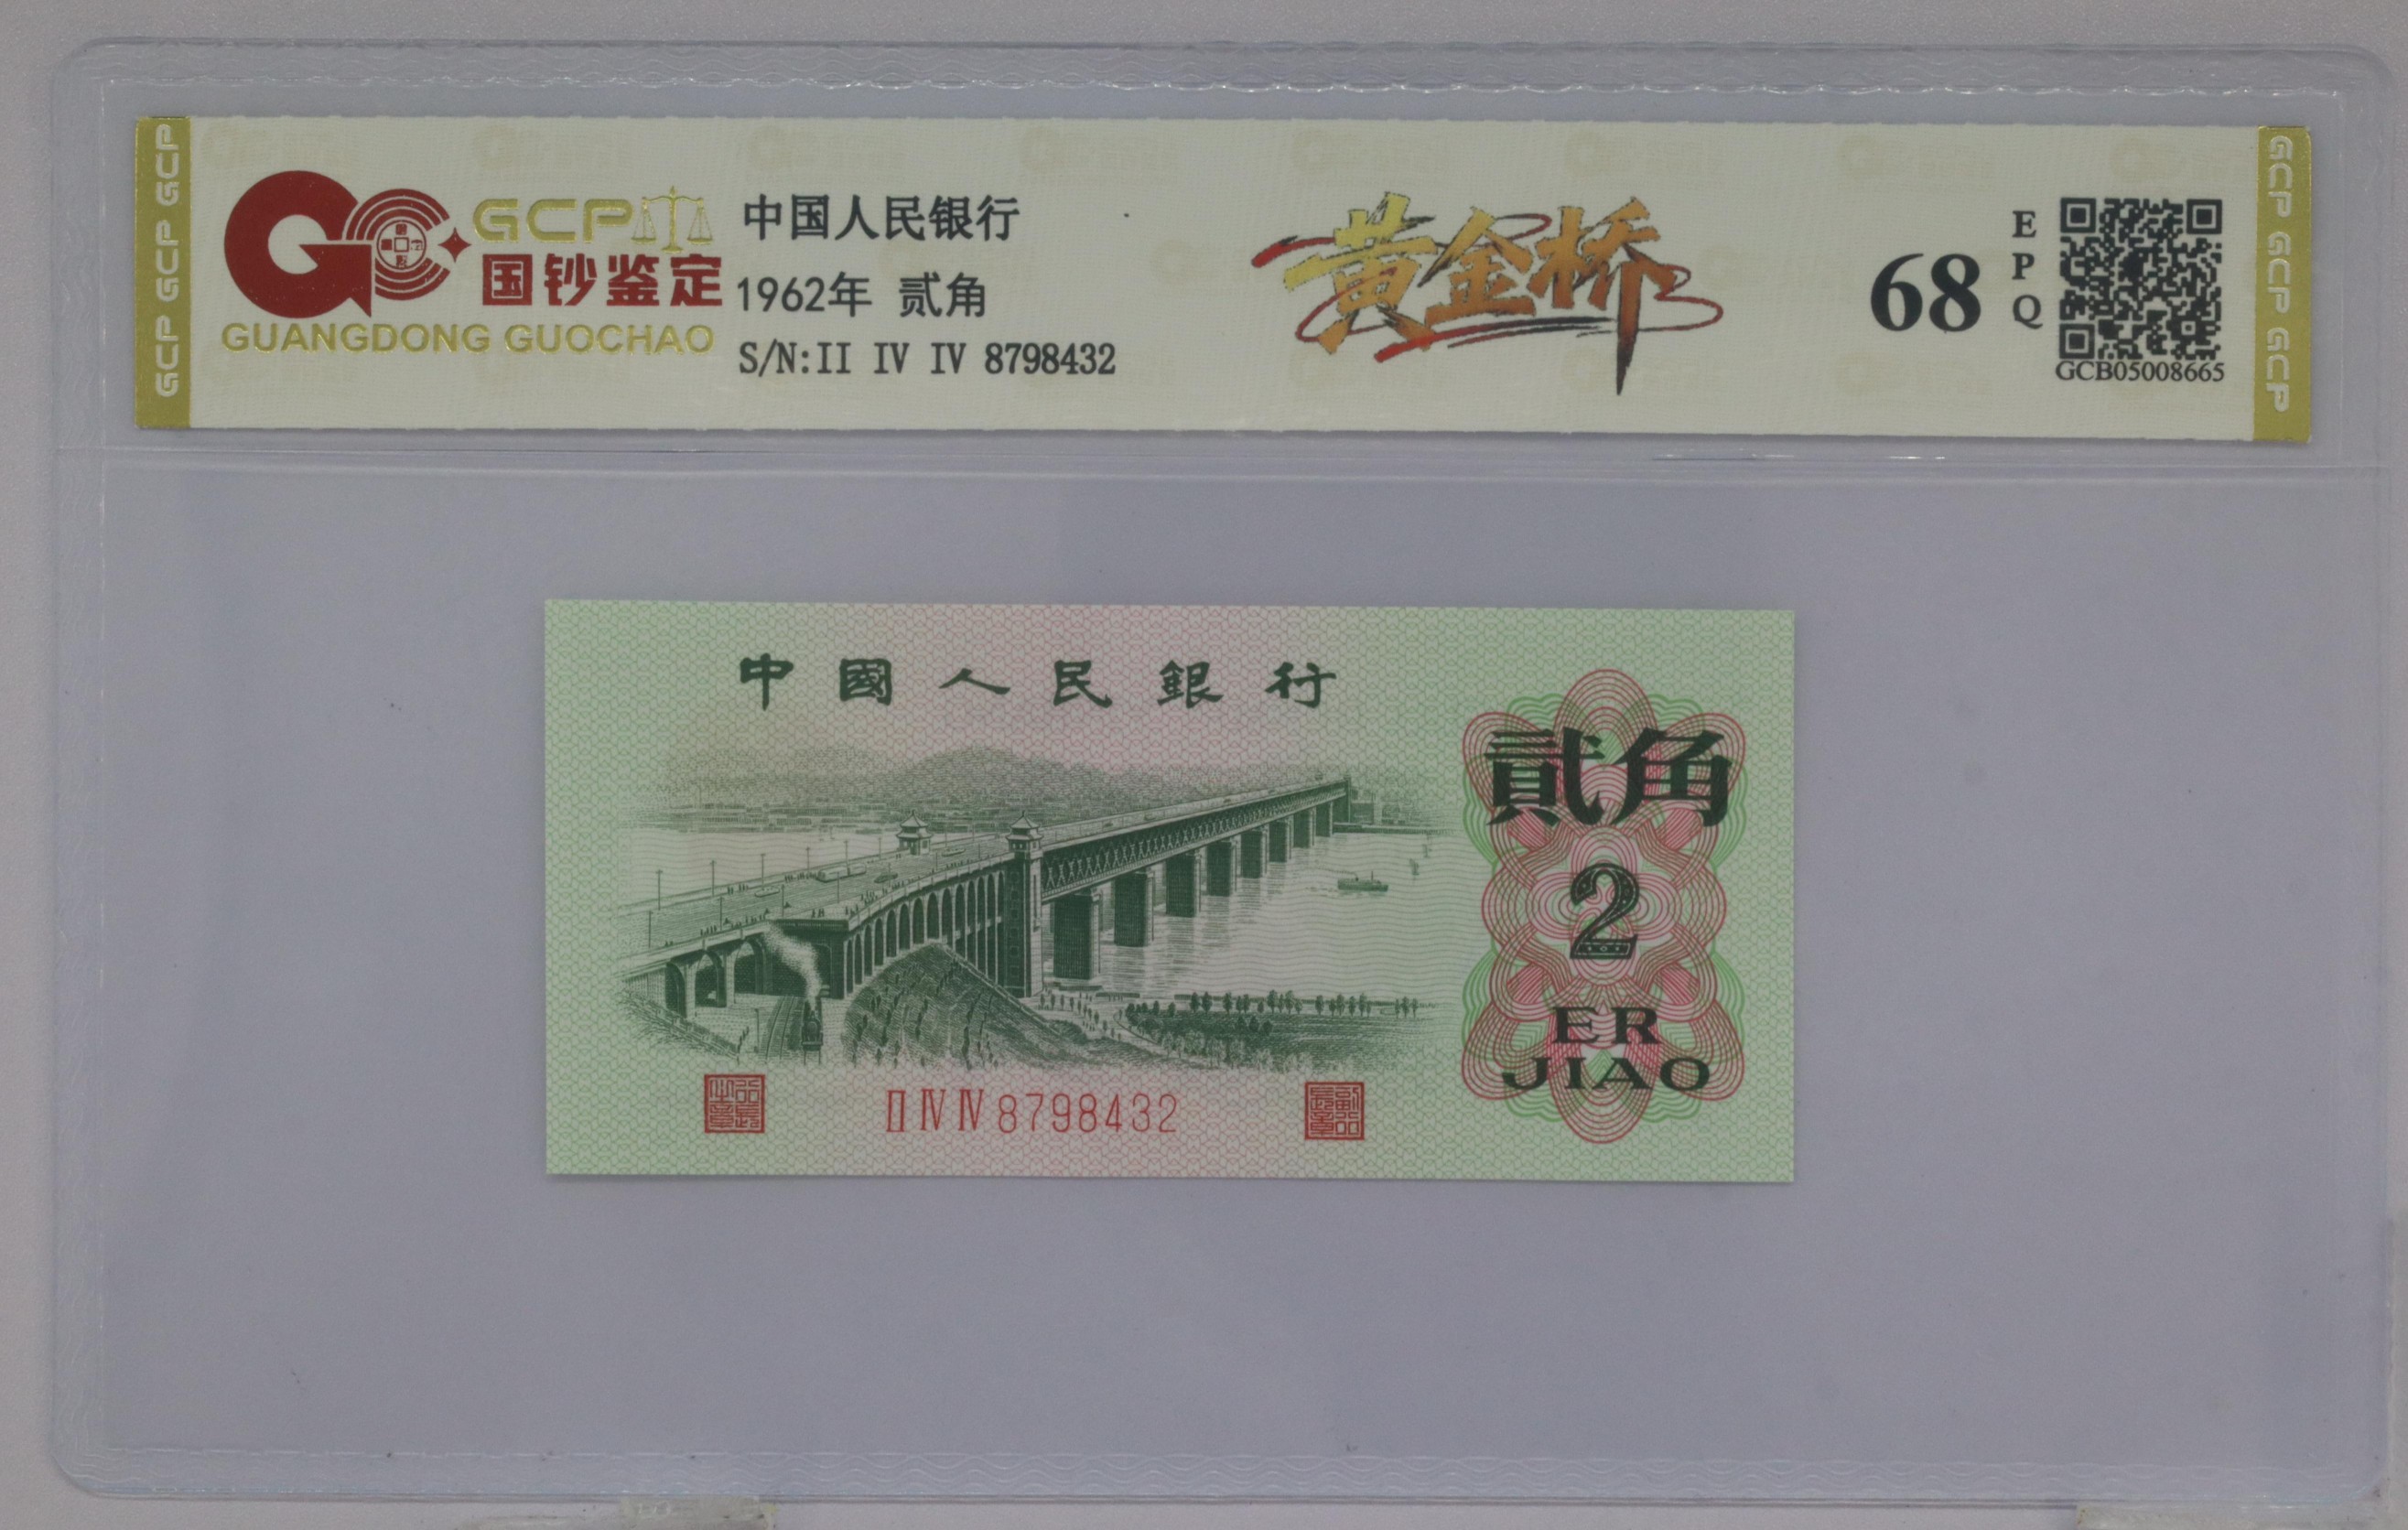 GCP GCP GCP
GCP
国钞鉴定
GUANGDONG GUOCHAO
中国人民银行
1962年 贰角
S/N:II IV IV 8798432
黄金桥
68
EPQ
GCB05008665
GCP GCP GCP
中國人民銀行
貳角
2
ER
JIAO
II IV IV 8798432